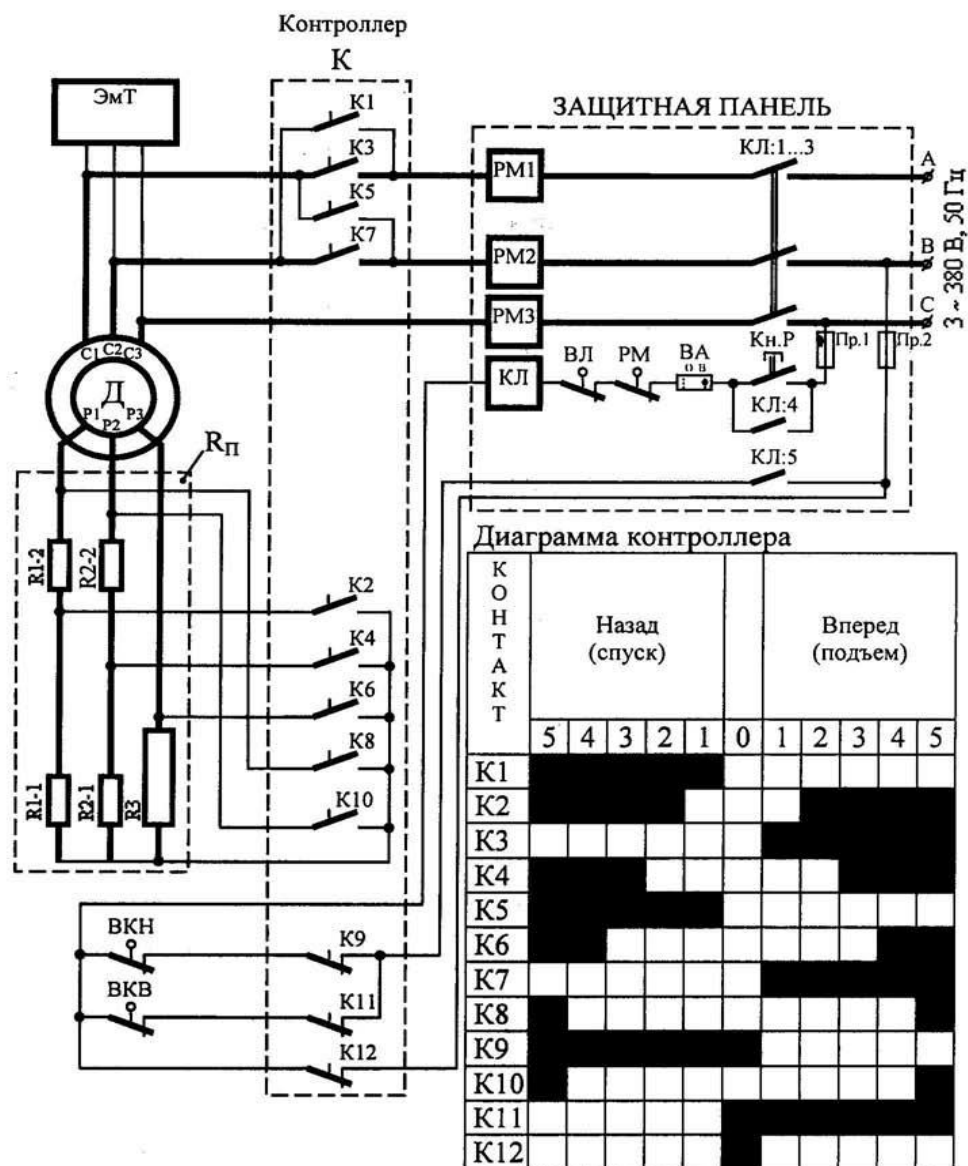 Контроллер
К
ЭмТ
К1
К3
К5
К7
ЗАЩИТНАЯ ПАНЕЛЬ
КЛ:1...3
РМ1
РМ2
РМ3
КЛ
А
В
С
3 ~ 380 В, 50 Гц
ВЛ
РМ
ВА
О В
Кн.Р
Пр.1
Пр.2
КЛ:4
КЛ:5
С1 С2 С3
Д
Р1
Р2
Р3
RП
R1-2
R2-2
К2
К4
К6
К8
К10
R1-1
R2-1
R3
ВКН
К9
ВКВ
К11
К12
Диаграмма контроллера
КОНТАКТ
Назад
(спуск)
Вперед
(подъем)
5 4 3 2 1 0 1 2 3 4 5
К1
К2
К3
К4
К5
К6
К7
К8
К9
К10
К11
К12